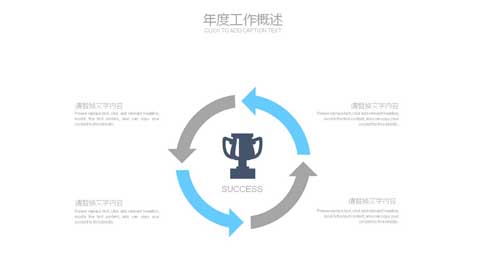 年度工作概述
CLICK TO ADD CAPTION TEXT
请替换文字内容
Please replace text, click add relevant headline,
modify the text content, also can copy your
content to this directly.
请替换文字内容
Please replace text, click add relevant headline,
modify the text content, also can copy your
content to this directly.
SUCCESS
请替换文字内容
Please replace text, click add relevant headline,
modify the text content, also can copy your
content to this directly.
请替换文字内容
Please replace text, click add relevant headline,
modify the text content, also can copy your
content to this directly.